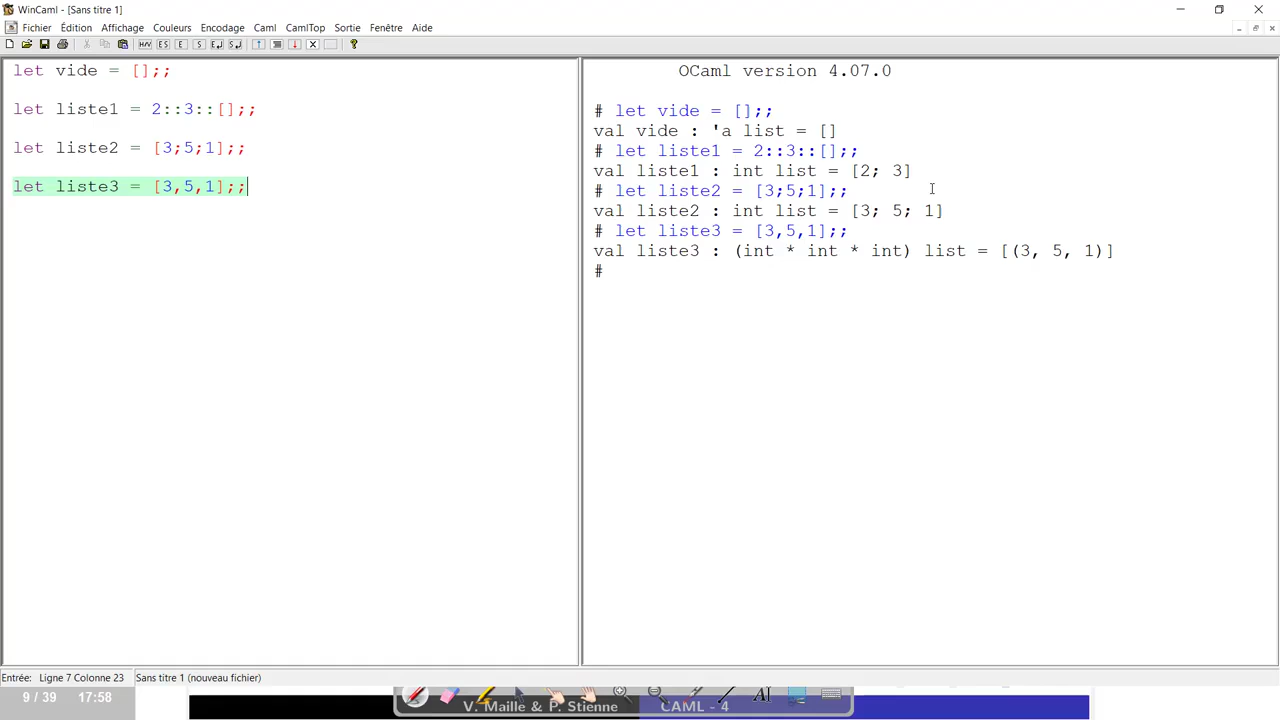 WinCaml - [Sans titre 1]
Fichier Édition Affichage Couleurs Encodage Caml CamlTop Sortie Fenêtre Aide
let vide = [];;
let liste1 = 2::3::[];;
let liste2 = [3;5;1];;
let liste3 = [3,5,1];;
OCaml version 4.07.0
# let vide = [];;
val vide : 'a list = []
# let liste1 = 2::3::[];;
val liste1 : int list = [2; 3]
# let liste2 = [3;5;1];;
val liste2 : int list = [3; 5; 1]
# let liste3 = [3,5,1];;
val liste3 : (int * int * int) list = [(3, 5, 1)]
#
Entrée: Ligne 7 Colonne 23 Sans titre 1 (nouveau fichier)
9 / 39 17:58
V. Maille & P. Stienne CAML - 4